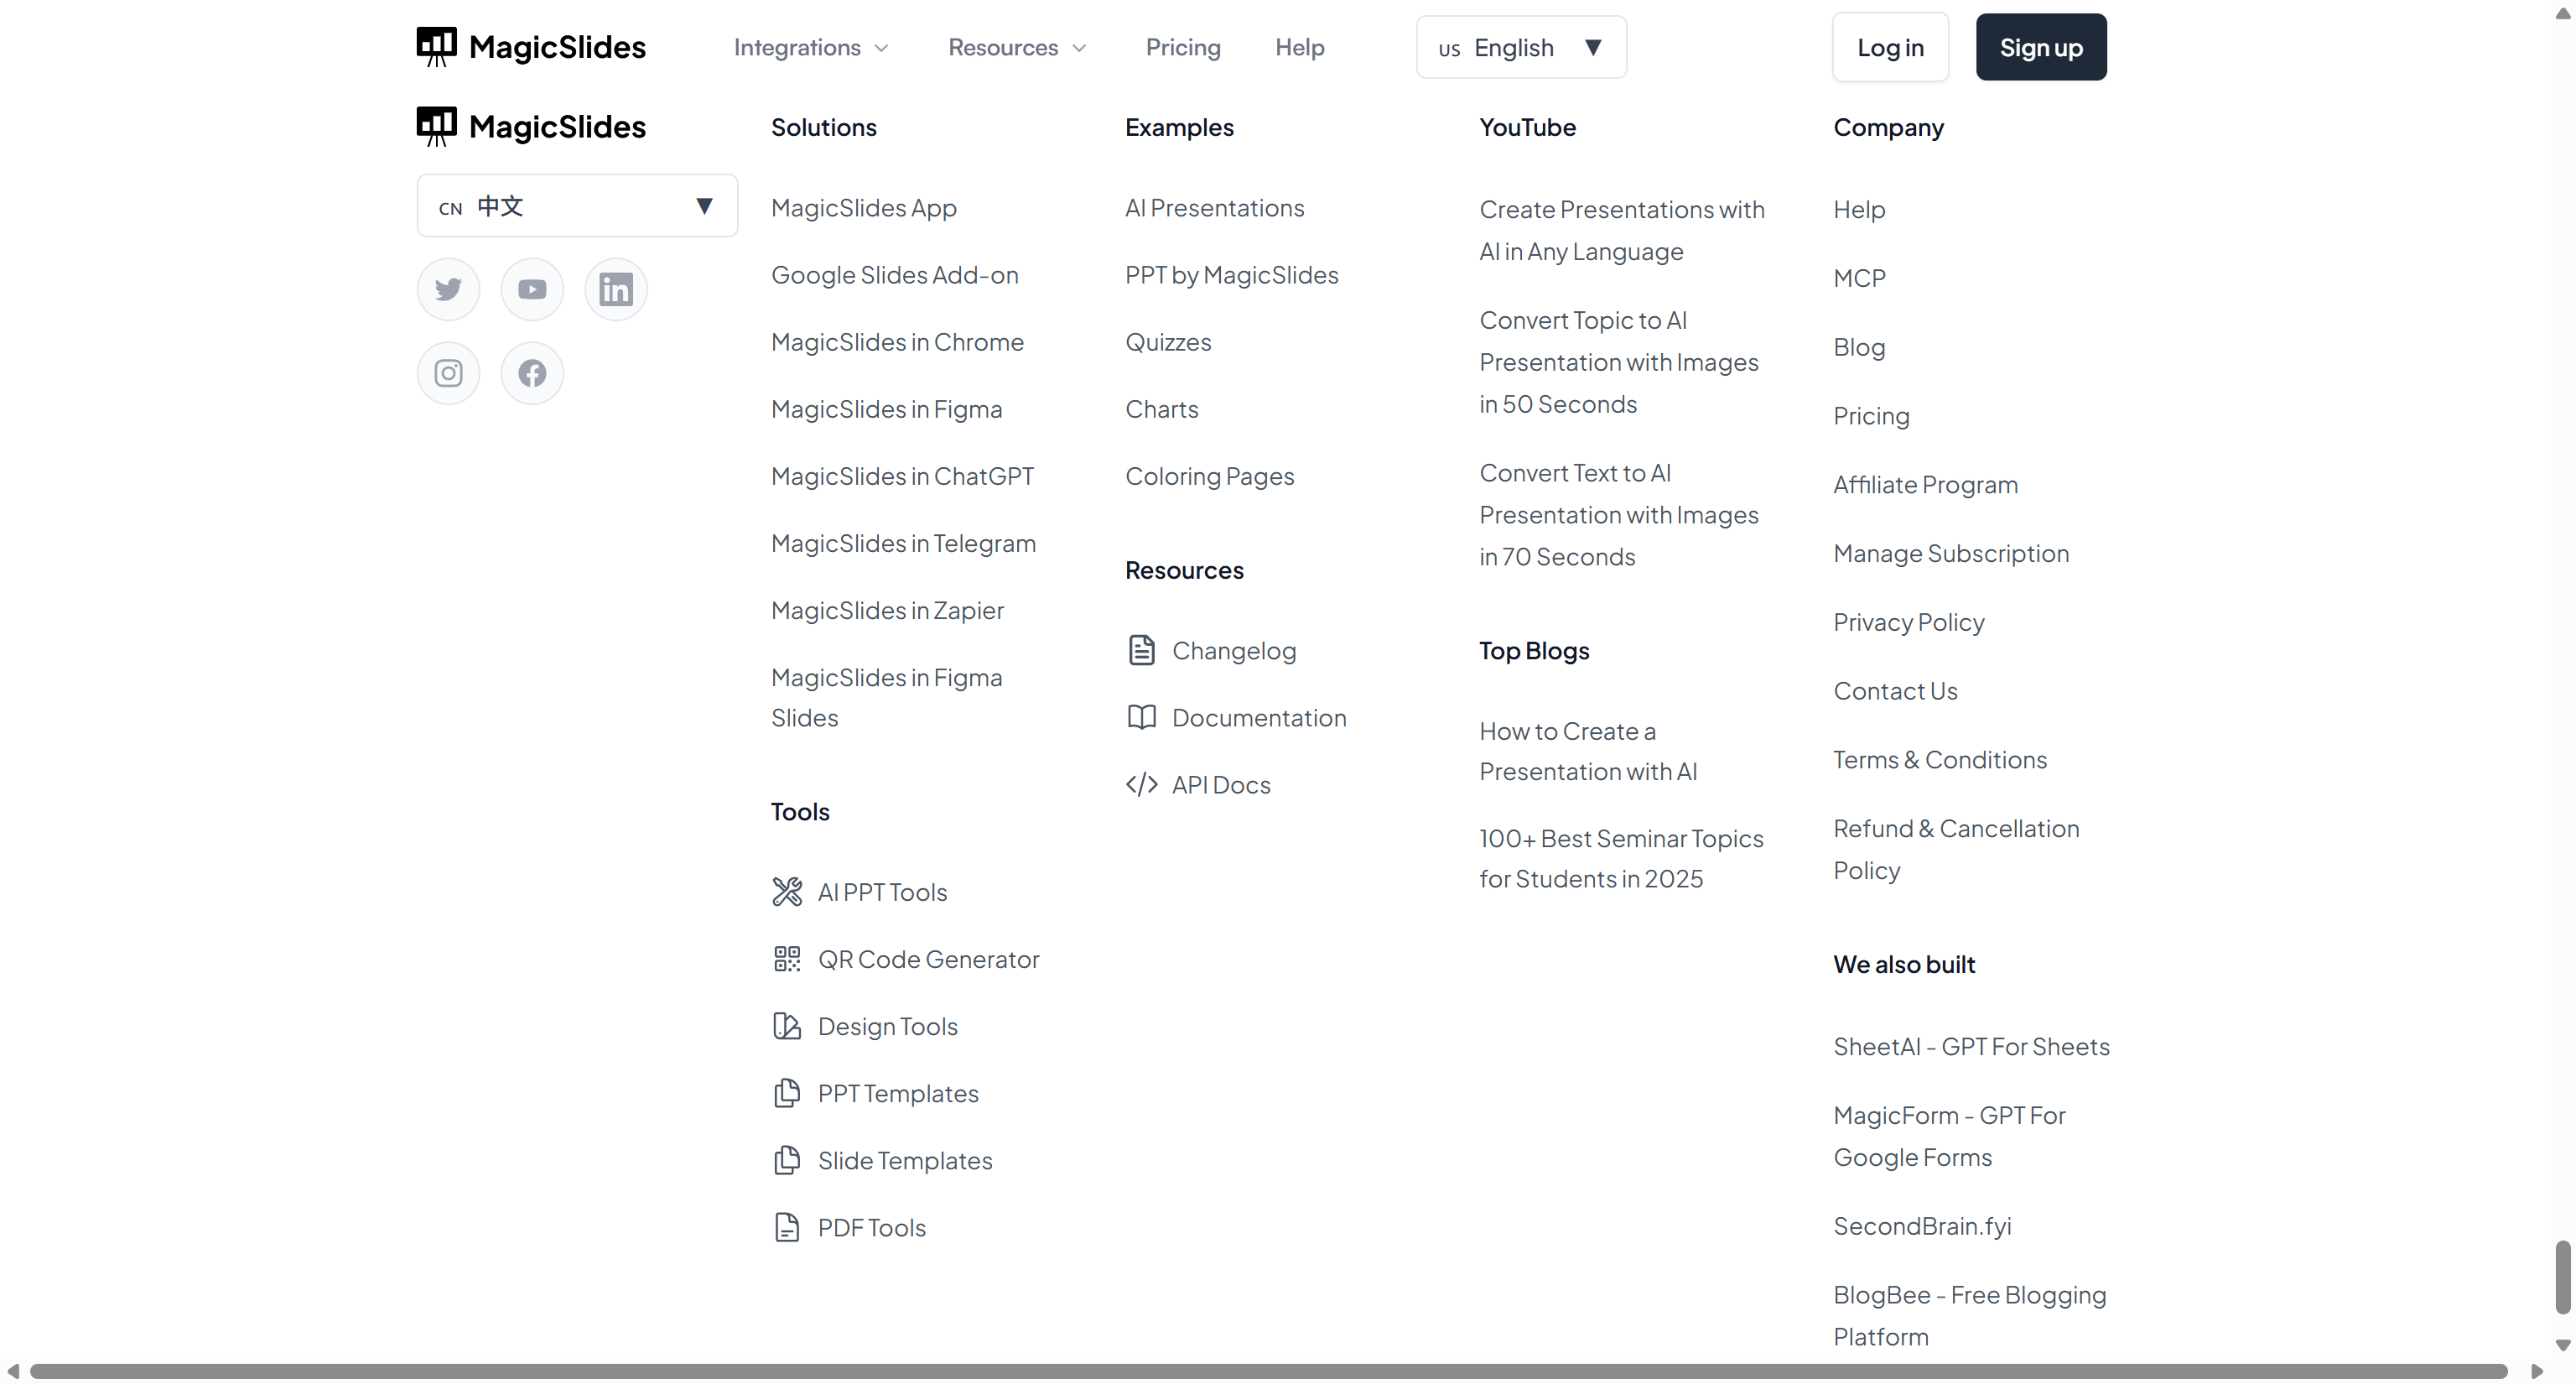 MagicSlides
Integrations
Resources
Pricing
Help
US English ▼
Log in
Sign up
MagicSlides
CN 中文 ▼
Solutions
MagicSlides App
Google Slides Add-on
MagicSlides in Chrome
MagicSlides in Figma
MagicSlides in ChatGPT
MagicSlides in Telegram
MagicSlides in Zapier
MagicSlides in Figma
Slides
Tools
AI PPT Tools
QR Code Generator
Design Tools
PPT Templates
Slide Templates
PDF Tools
Examples
AI Presentations
PPT by MagicSlides
Quizzes
Charts
Coloring Pages
Resources
Changelog
Documentation
API Docs
YouTube
Create Presentations with
AI in Any Language
Convert Topic to AI
Presentation with Images
in 50 Seconds
Convert Text to AI
Presentation with Images
in 70 Seconds
Top Blogs
How to Create a
Presentation with AI
100+ Best Seminar Topics
for Students in 2025
Company
Help
MCP
Blog
Pricing
Affiliate Program
Manage Subscription
Privacy Policy
Contact Us
Terms & Conditions
Refund & Cancellation
Policy
We also built
SheetAI - GPT For Sheets
MagicForm - GPT For
Google Forms
SecondBrain.fyi
BlogBee - Free Blogging
Platform